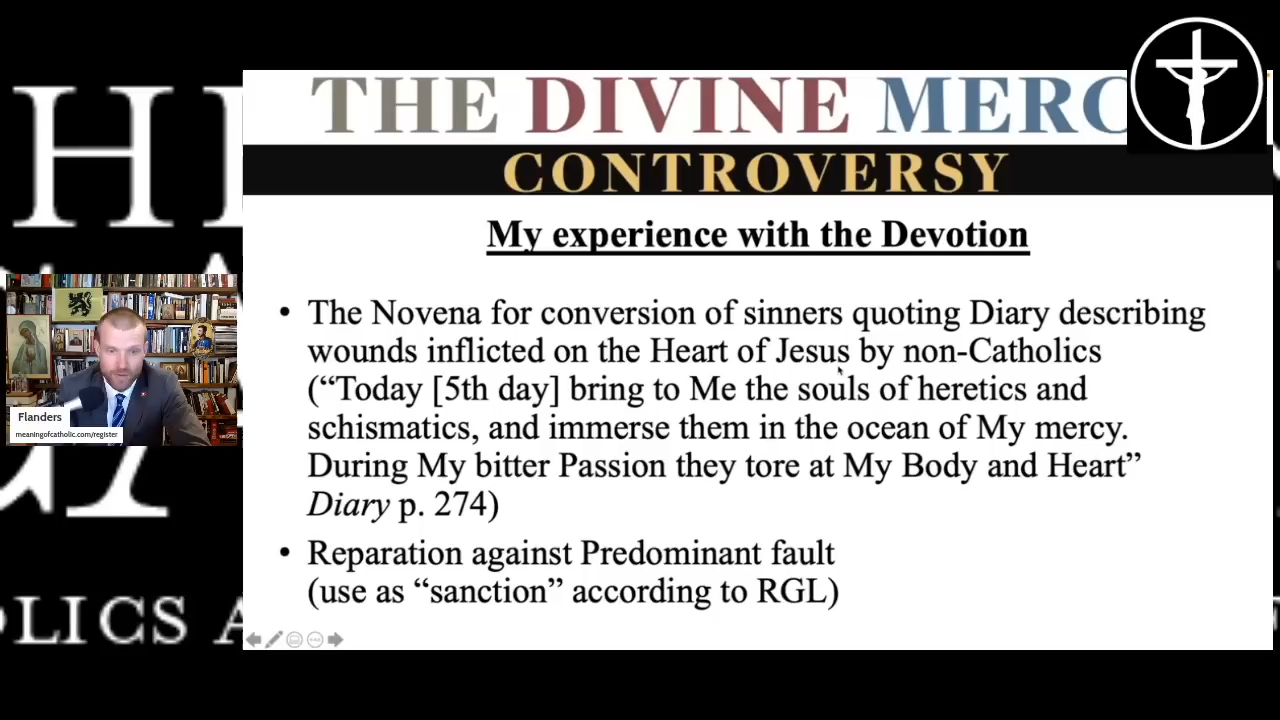 THE DIVINE MERC
CONTROVERSY
My experience with the Devotion
• The Novena for conversion of sinners quoting Diary describing
wounds inflicted on the Heart of Jesus by non-Catholics
(“Today [5th day] bring to Me the souls of heretics and
schismatics, and immerse them in the ocean of My mercy.
During My bitter Passion they tore at My Body and Heart”
Diary p. 274)
• Reparation against Predominant fault
(use as “sanction” according to RGL)
Flanders
meaningofcatholic.com/register
OLICS A